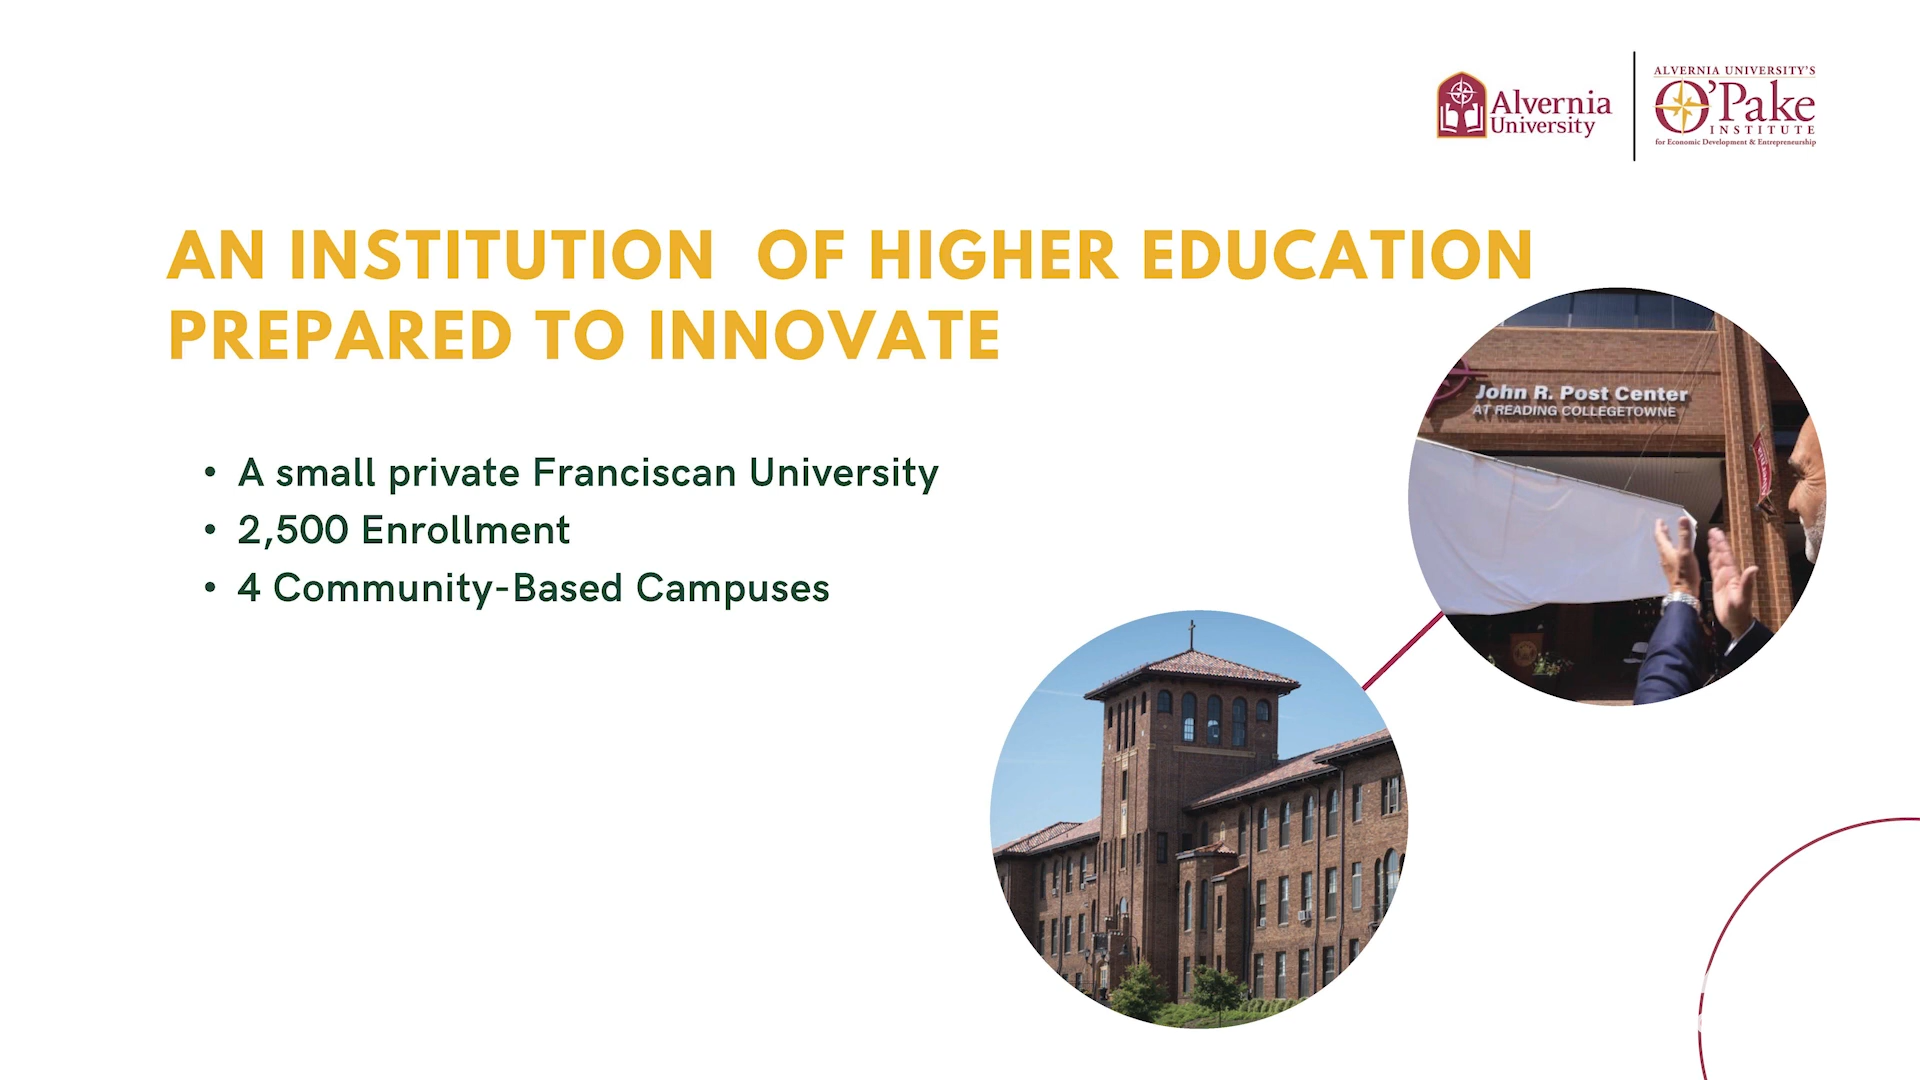 Alvernia
University
ALVERNIA UNIVERSITY'S
O'Pake
INSTITUTE
for Economic Development & Entrepreneurship
AN INSTITUTION  OF HIGHER EDUCATION
PREPARED TO INNOVATE
• A small private Franciscan University
• 2,500 Enrollment
• 4 Community-Based Campuses
John R. Post Center
AT READING COLLEGETOWNE